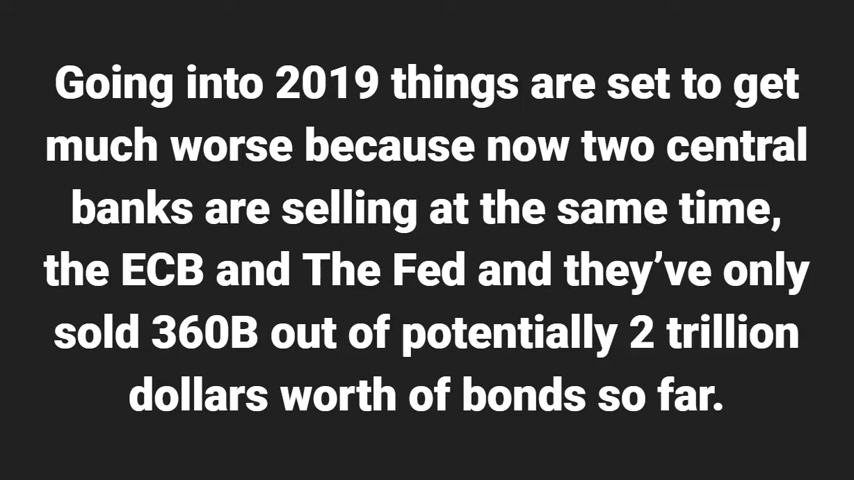 Going into 2019 things are set to get
much worse because now two central
banks are selling at the same time,
the ECB and The Fed and they’ve only
sold 360B out of potentially 2 trillion
dollars worth of bonds so far.